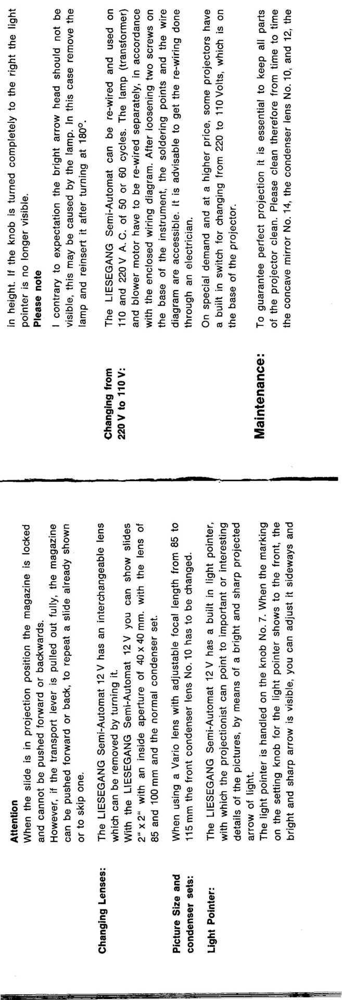 Attention
When the slide is in projection position the magazine is locked
and cannot be pushed forward or backwards.
However, if the transport lever is pulled out fully, the magazine
can be pushed forward or back, to repeat a slide already shown
or to skip one.
Changing Lenses:
The LIESEGANG Semi-Automat 12 V has an interchangeable lens
which can be removed by turning it.
With the LIESEGANG Semi-Automat 12 V you can show slides
2" x 2" with an inside aperture of 40 x 40 mm. with the lens of
85 and 100 mm and the normal condenser set.
Picture Size and
condenser sets:
When using a Vario lens with adjustable focal length from 85 to
115 mm the front condenser lens No. 10 has to be changed.
Light Pointer:
The LIESEGANG Semi-Automat 12 V has a built in light pointer,
with which the projectionist can point to important or interesting
details of the pictures, by means of a bright and sharp projected
arrow of light.
The light pointer is handled on the knob No. 7. When the marking
on the setting knob for the light pointer shows to the front, the
bright and sharp arrow is visible, you can adjust it sideways and
in height. If the knob is turned completely to the right the light
pointer is no longer visible.
Please note
I contrary to expectation the bright arrow head should not be
visible, this may be caused by the lamp. In this case remove the
lamp and reinsert it after turning at 180º.
Changing from
220 V to 110 V:
The LIESEGANG Semi-Automat can be re-wired and used on
110 and 220 V A. C. of 50 or 60 cycles. The lamp (transformer)
and blower motor have to be re-wired separately, in accordance
with the enclosed wiring diagram. After loosening two screws on
the base of the instrument, the soldering points and the wire
diagram are accessible. It is advisable to get the re-wiring done
through an electrician.
On special demand and at a higher price, some projectors have
a built in switch for changing from 220 to 110 Volts, which is on
the base of the projector.
Maintenance:
To guarantee perfect projection it is essential to keep all parts
of the projector clean. Please clean therefore from time to time
the concave mirror No. 14, the condenser lens No. 10, and 12, the